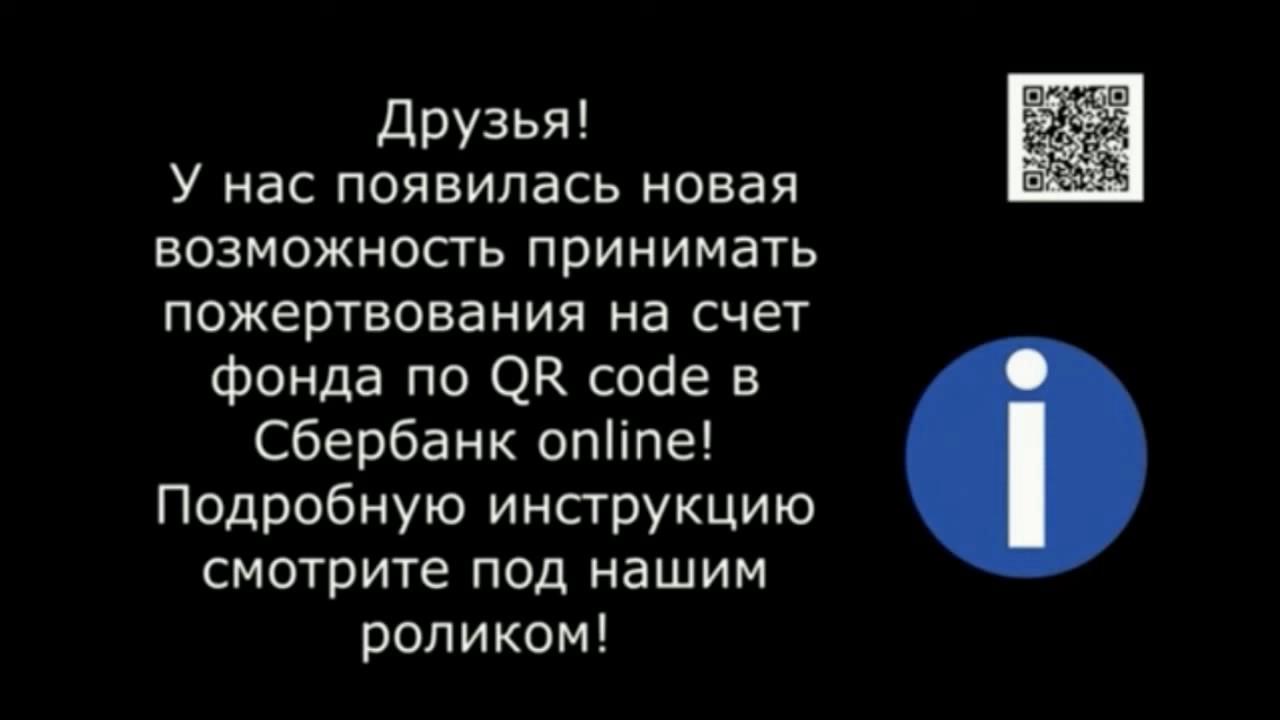 Друзья!
У нас появилась новая
возможность принимать
пожертвования на счет
фонда по QR code в
Сбербанк online!
Подробную инструкцию
смотрите под нашим
роликом!
i